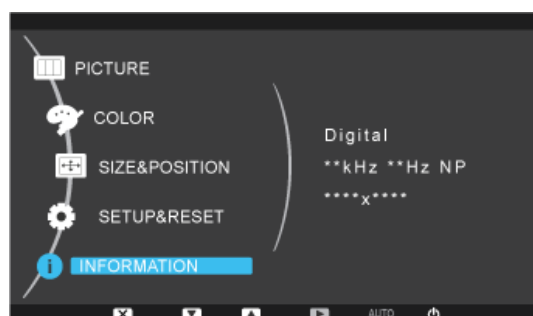 PICTURE
COLOR
SIZE&POSITION
SETUP&RESET
INFORMATION
Digital
**kHz **Hz NP
****x****
AUTO